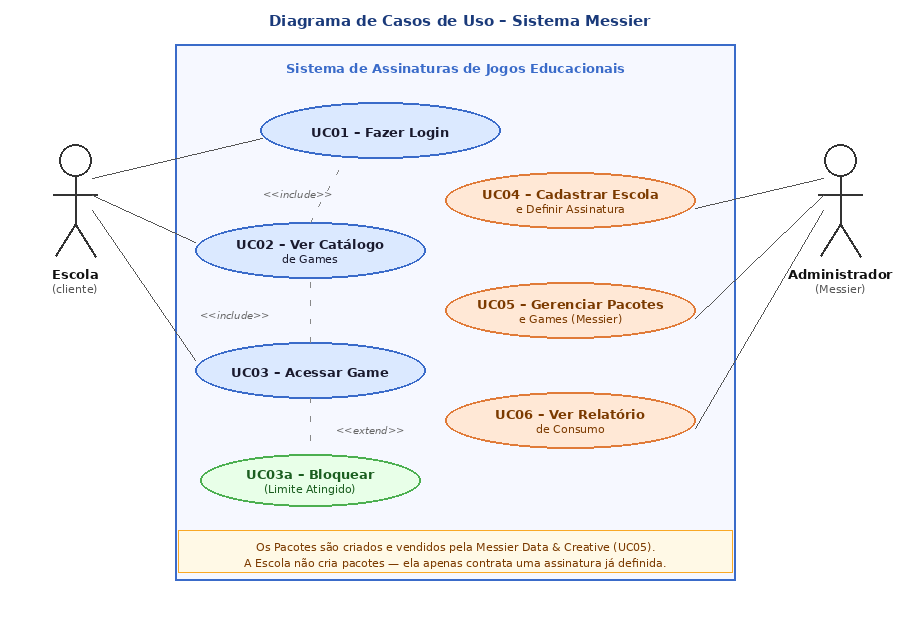 Diagrama de Casos de Uso – Sistema Messier
Sistema de Assinaturas de Jogos Educacionais
UC01 – Fazer Login
<<include>>
UC04 – Cadastrar Escola
e Definir Assinatura
UC02 – Ver Catálogo
de Games
Escola
(cliente)
Administrador
(Messier)
<<include>>
UC05 – Gerenciar Pacotes
e Games (Messier)
UC03 – Acessar Game
<<extend>>
UC06 – Ver Relatório
de Consumo
UC03a – Bloquear
(Limite Atingido)
Os Pacotes são criados e vendidos pela Messier Data & Creative (UC05).
A Escola não cria pacotes — ela apenas contrata uma assinatura já definida.